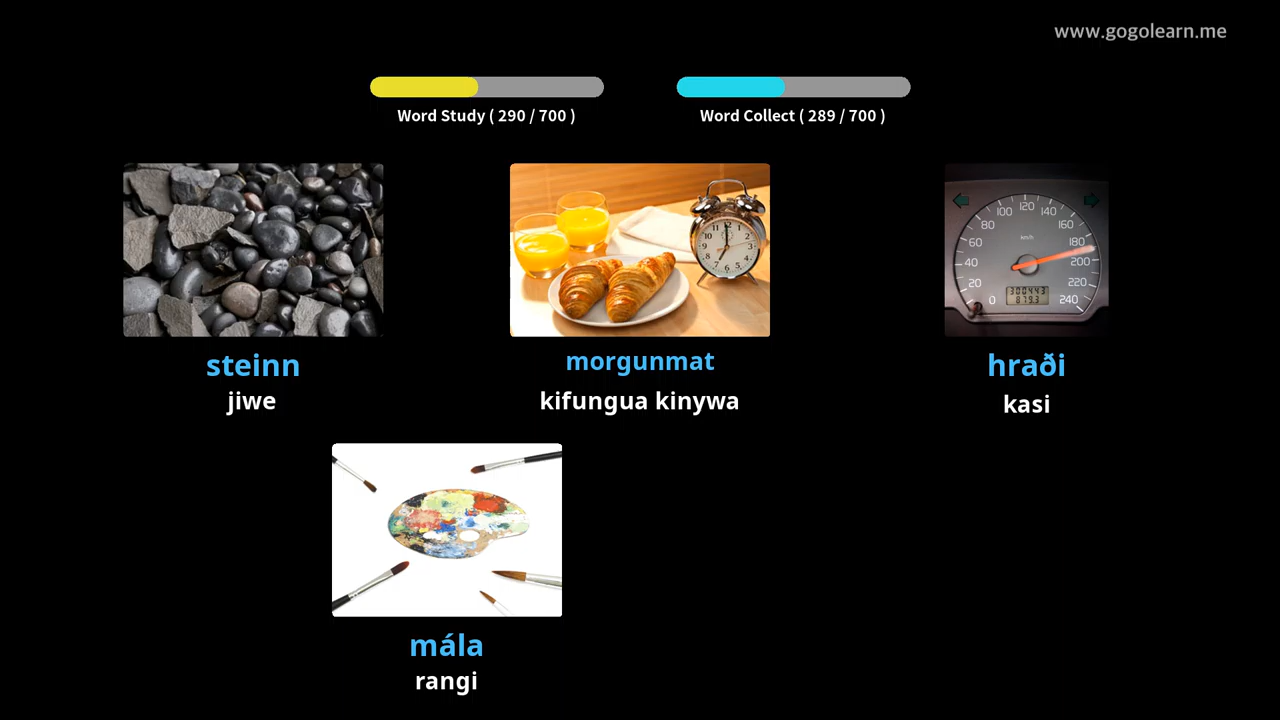 www.gogolearn.me
Word Study ( 290 / 700 )
Word Collect ( 289 / 700 )
steinn
jiwe
morgunmat
kifungua kinywa
hraði
kasi
mála
rangi